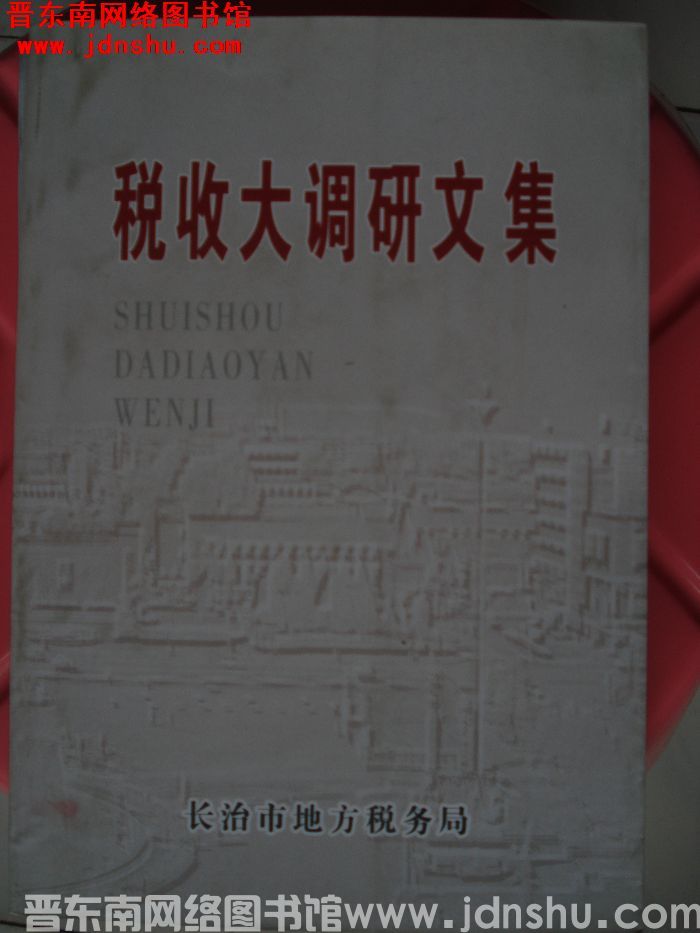 晋东南网络图书馆
www.jdnshu.com
税收大调研文集
SHUISHOU
DADIAOYAN -
WENJI
长治市地方税务局
晋东南网络图书馆www.jdnshu.com